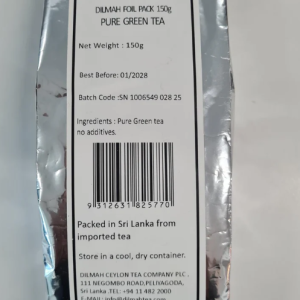 DILMAH FOIL PACK 150g
PURE GREEN TEA
Net Weight : 150g
Best Before: 01/2028
Batch Code :SN 1006549 028 25
Ingredients : Pure Green tea
no additives.
9 312631 825770
Packed in Sri Lanka from
imported tea
Store in a cool, dry container.
DILMAH CEYLON TEA COMPANY PLC .
111 NEGOMBO ROAD,PELIYAGODA,
Sri Lanka .TEL: +94 11 482 2000